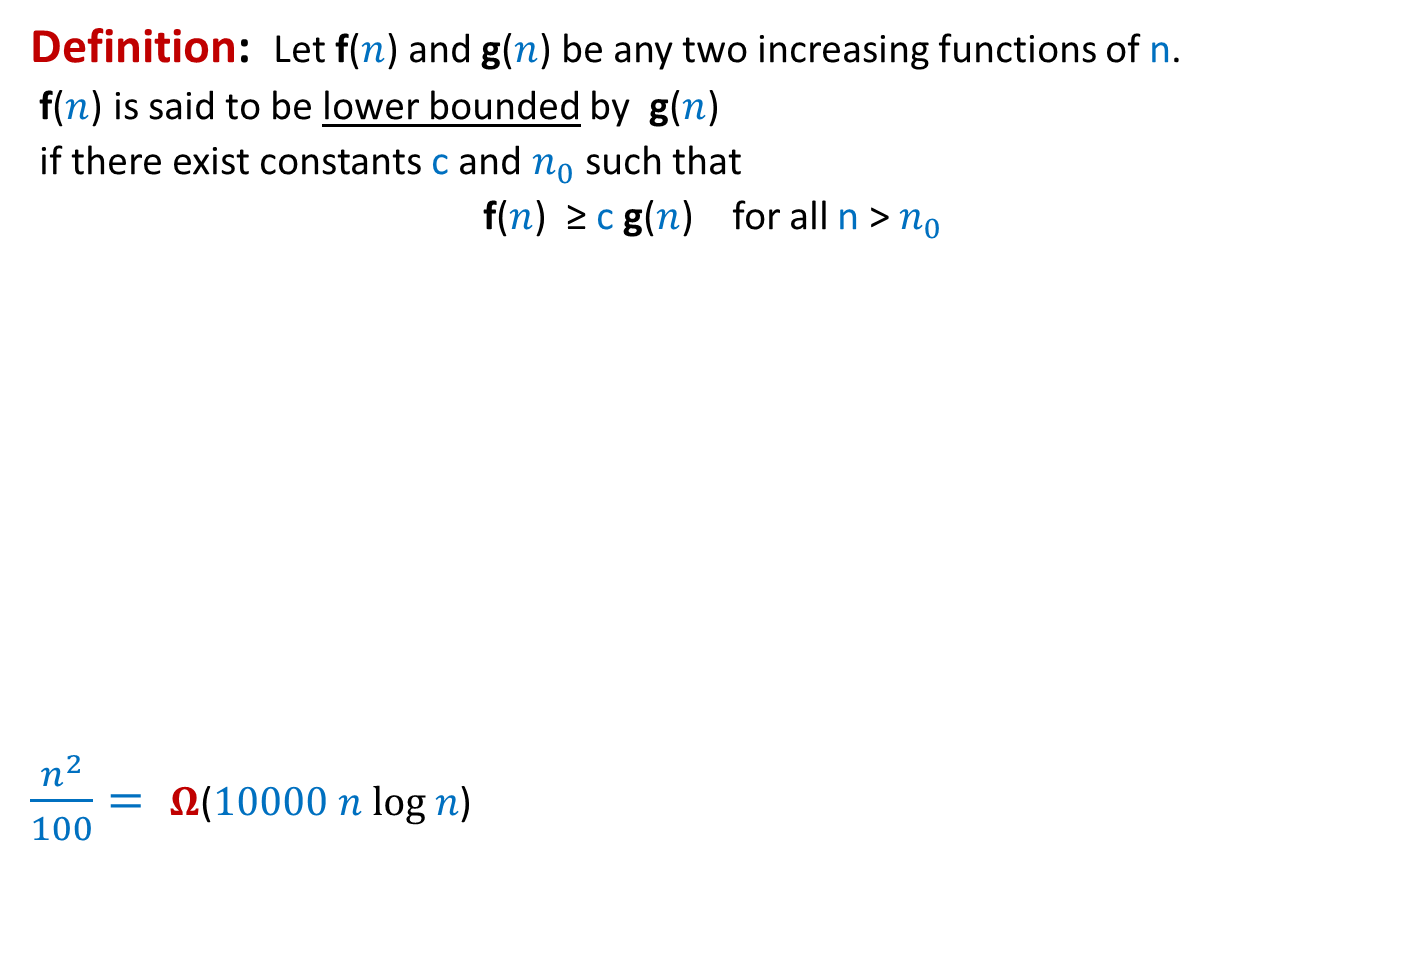 Definition: Let f(n) and g(n) be any two increasing functions of n.
f(n) is said to be lower bounded by g(n)
if there exist constants c and n₀ such that
f(n) ≥ c g(n) for all n > n₀
n²/100 = Ω(10000 n log n)